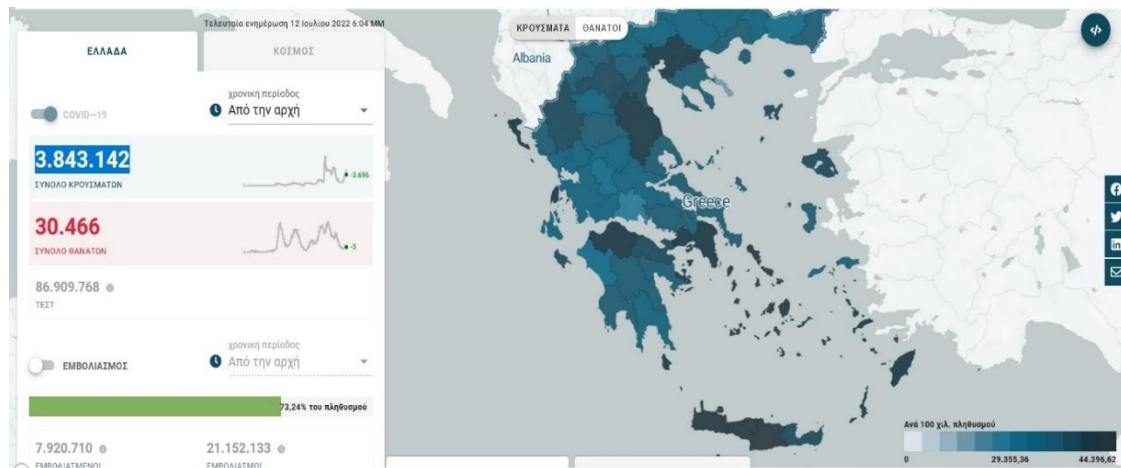 Τελευταία ενημέρωση 12 Ιουλίου 2022 6:04 ΜΜ
ΕΛΛΑΔΑ
ΚΟΣΜΟΣ
COVID-19
χρονική περίοδος
Από την αρχή
3.843.142
ΣΥΝΟΛΟ ΚΡΟΥΣΜΑΤΩΝ
-3.696
30.466
ΣΥΝΟΛΟ ΘΑΝΑΤΩΝ
-3
86.909.768
ΤΕΣΤ
ΕΜΒΟΛΙΑΣΜΟΣ
χρονική περίοδος
Από την αρχή
73,24% του πληθυσμού
7.920.710
21.152.133
ΕΜΒΟΛΙΑΣΜΕΝΟΙ
ΕΜΒΟΛΙΑΣΜΟΙ
ΚΡΟΥΣΜΑΤΑ
ΘΑΝΑΤΟΙ
Albania
Greece
Ανά 100 χιλ. πληθυσμού
0
29.355,36
44.396,62